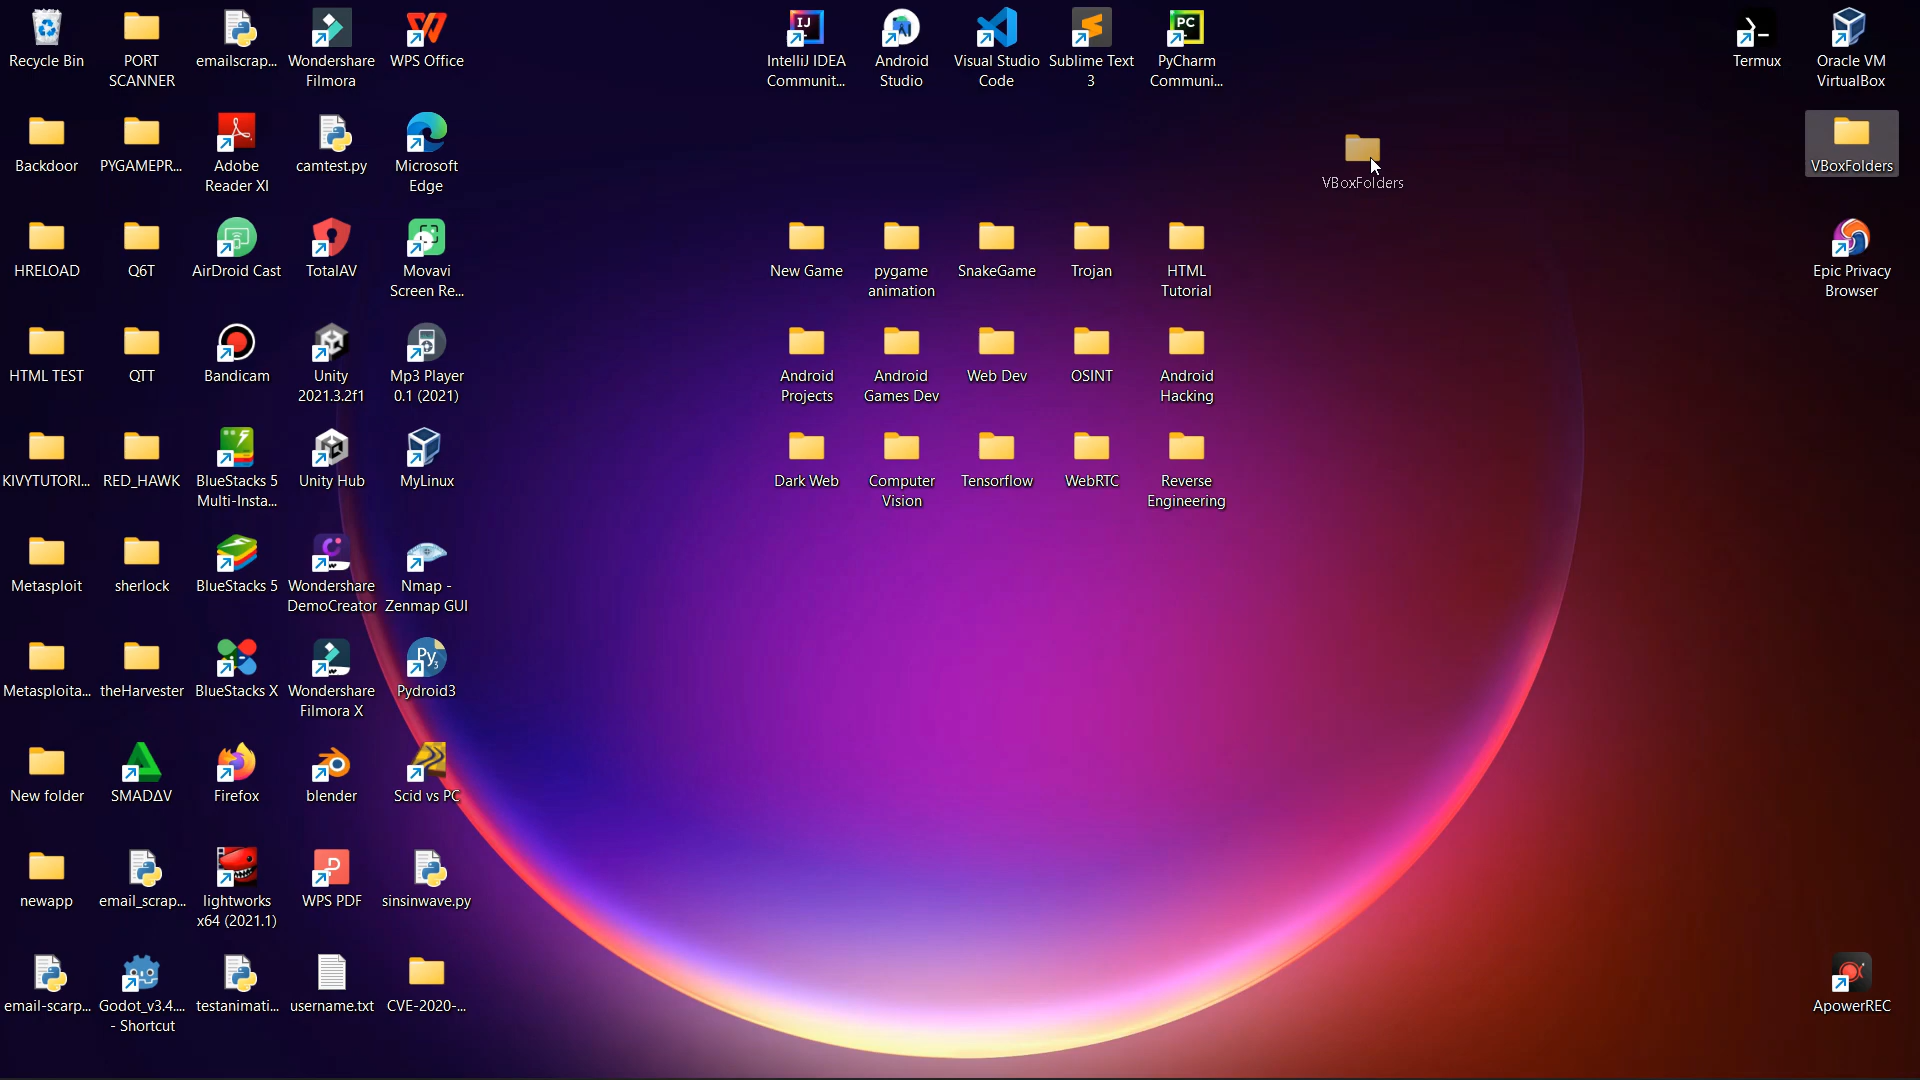 Recycle Bin
PORT
SCANNER
emailscrap...
Wondershare
Filmora
WPS Office
IntelliJ IDEA
Communit...
Android
Studio
Visual Studio
Code
Sublime Text
3
PyCharm
Communi...
Termux
Oracle VM
VirtualBox
Backdoor
PYGAMEPR...
Adobe
Reader XI
camtest.py
Microsoft
Edge
VBoxFolders
VBoxFolders
HRELOAD
Q6T
AirDroid Cast
TotalAV
Movavi
Screen Re...
New Game
pygame
animation
SnakeGame
Trojan
HTML
Tutorial
Epic Privacy
Browser
HTML TEST
QTT
Bandicam
Unity
2021.3.2f1
Mp3 Player
0.1 (2021)
Android
Projects
Android
Games Dev
Web Dev
OSINT
Android
Hacking
KIVYTUTORI...
RED_HAWK
BlueStacks 5
Multi-Insta...
Unity Hub
MyLinux
Dark Web
Computer
Vision
Tensorflow
WebRTC
Reverse
Engineering
Metasploit
sherlock
BlueStacks 5
Wondershare
DemoCreator
Nmap -
Zenmap GUI
Metasploita...
theHarvester
BlueStacks X
Wondershare
Filmora X
Pydroid3
New folder
SMADΔV
Firefox
blender
Scid vs PC
newapp
email_scrap...
lightworks
x64 (2021.1)
WPS PDF
sinsinwave.py
email-scarp...
Godot_v3.4....
- Shortcut
testanimati...
username.txt
CVE-2020-...
ApowerREC